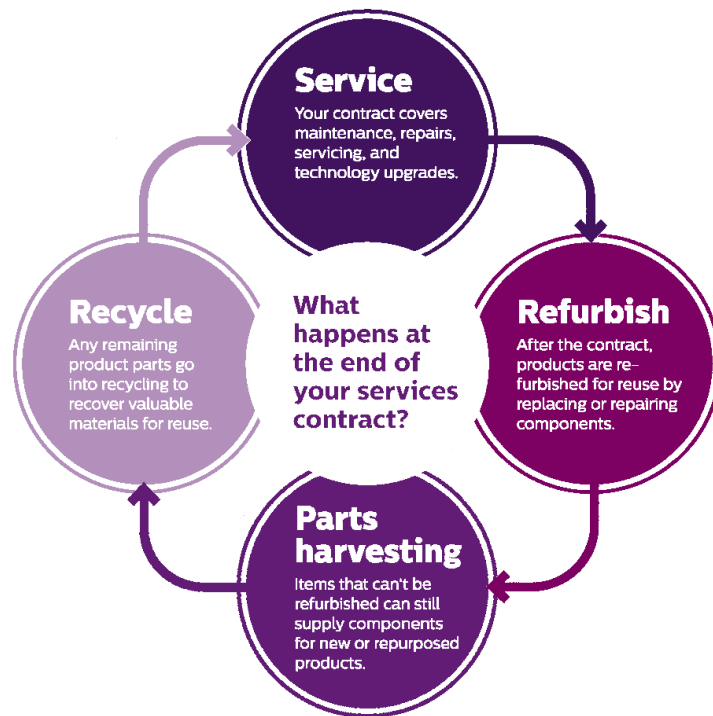 Service
Your contract covers
maintenance, repairs,
servicing, and
technology upgrades.
Recycle
Any remaining
product parts go
into recycling to
recover valuable
materials for reuse.
What
happens at
the end of
your services
contract?
Refurbish
After the contract,
products are re-
furbished for reuse by
replacing or repairing
components.
Parts
harvesting
Items that can't be
refurbished can still
supply components
for new or repurposed
products.